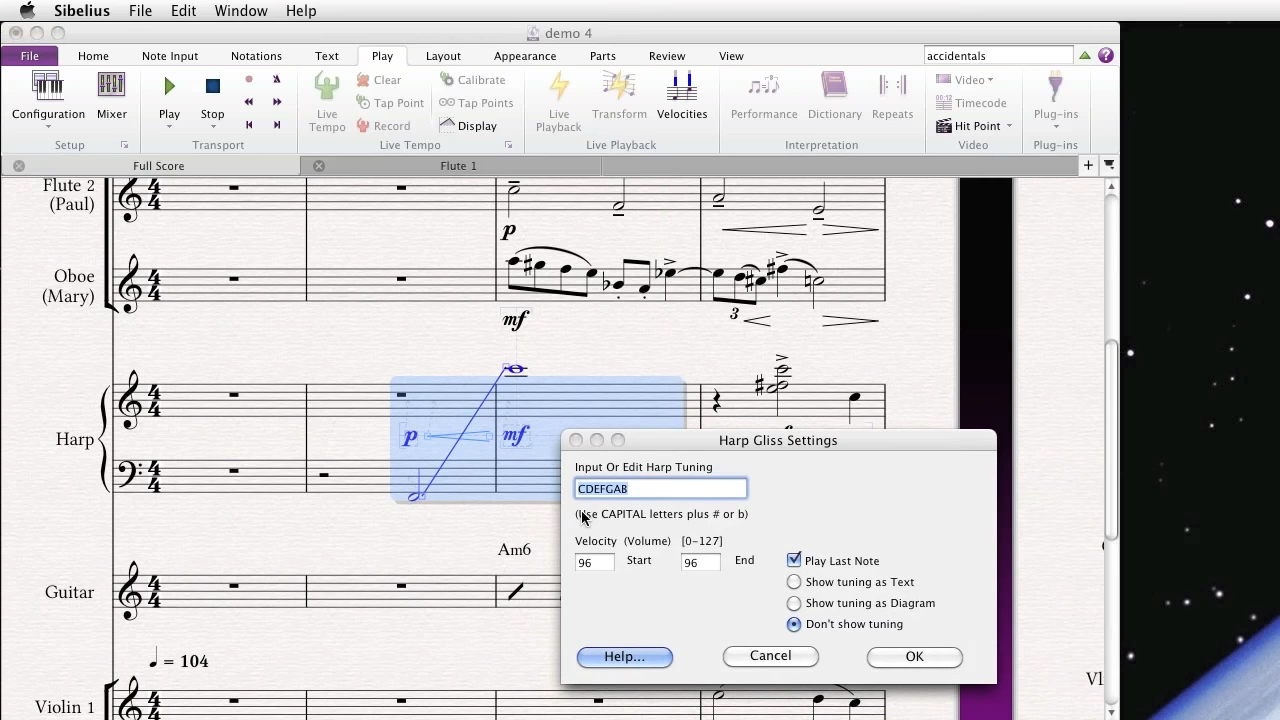 Sibelius File Edit Window Help
demo 4
File Home Note Input Notations Text Play Layout Appearance Parts Review View accidentals ?
Configuration Mixer Play Stop Live Tempo Clear Tap Point Record Calibrate Tap Points Display Live Playback Transform Velocities Performance Dictionary Repeats Video Timecode Hit Point Plug-ins
Setup Transport Live Tempo Live Playback Interpretation Video Plug-ins
Full Score Flute 1 +
Flute 2
(Paul)
p
Oboe
(Mary)
3
mf
Harp
p mf
Harp Gliss Settings
Input Or Edit Harp Tuning
CDEFGAB
(Use CAPITAL letters plus # or b)
Velocity (Volume) [0-127]
96 Start 96 End
Play Last Note
Show tuning as Text
Show tuning as Diagram
Don't show tuning
Help... Cancel OK
Am6
Guitar
= 104
Violin 1
Vl